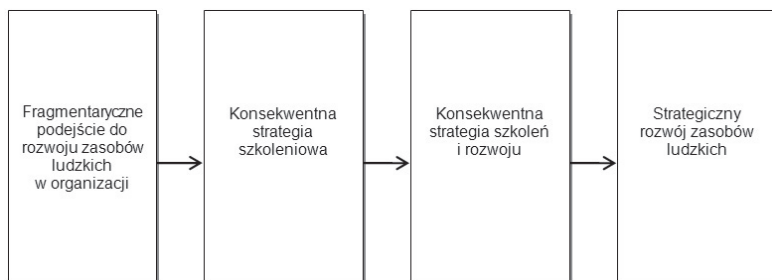 Fragmentaryczne
podejście do
rozwoju zasobów
ludzkich
w organizacji
Konsekwentna
strategia
szkoleniowa
Konsekwentna
strategia szkoleń
i rozwoju
Strategiczny
rozwój zasobów
ludzkich